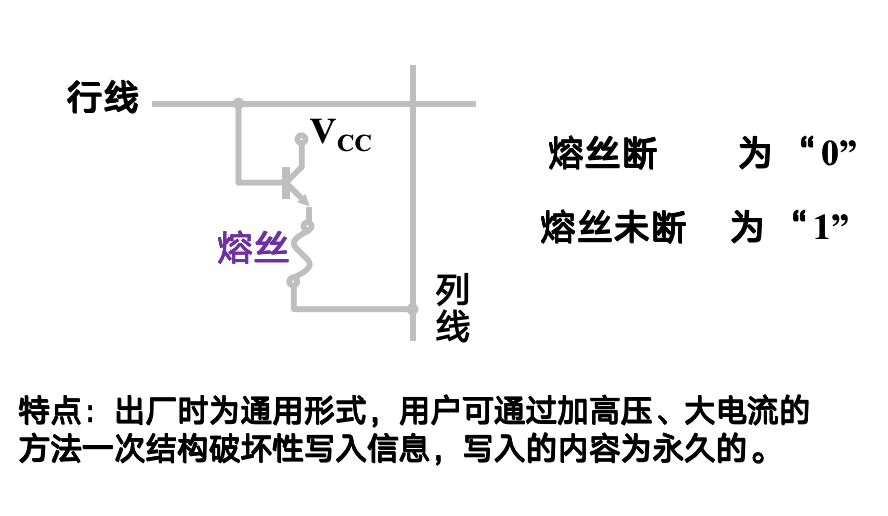 行线
VCC
熔丝断 为 “0”
熔丝未断 为 “1”
熔丝
列
线
特点：出厂时为通用形式，用户可通过加高压、大电流的
方法一次结构破坏性写入信息，写入的内容为永久的。